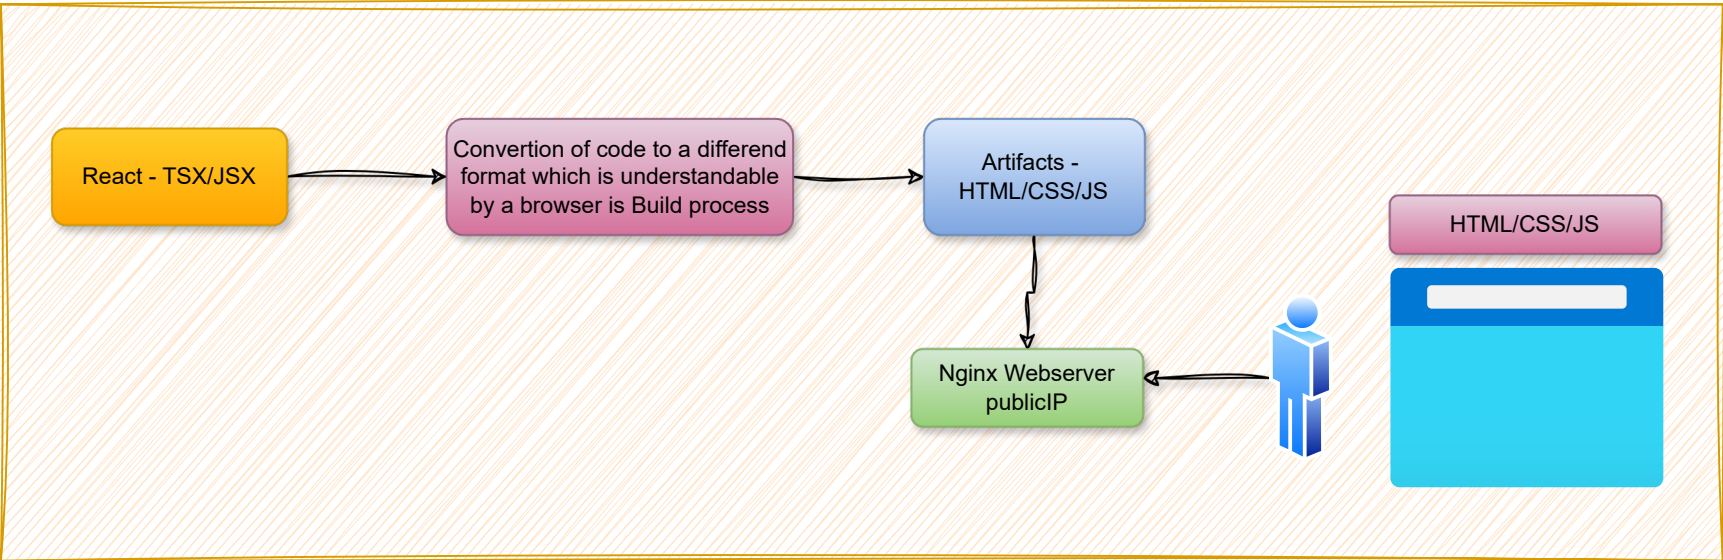 React - TSX/JSX
Convertion of code to a differend
format which is understandable
by a browser is Build process
Artifacts -
HTML/CSS/JS
HTML/CSS/JS
Nginx Webserver
publicIP